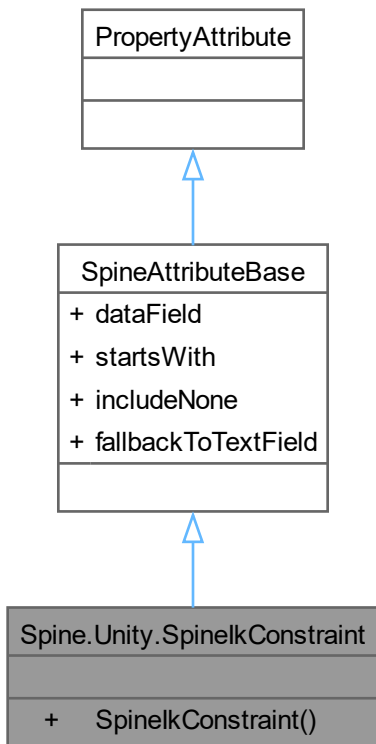 PropertyAttribute
SpineAttributeBase
+ dataField
+ startsWith
+ includeNone
+ fallbackToTextField
Spine.Unity.SpineIkConstraint
+ SpineIkConstraint()